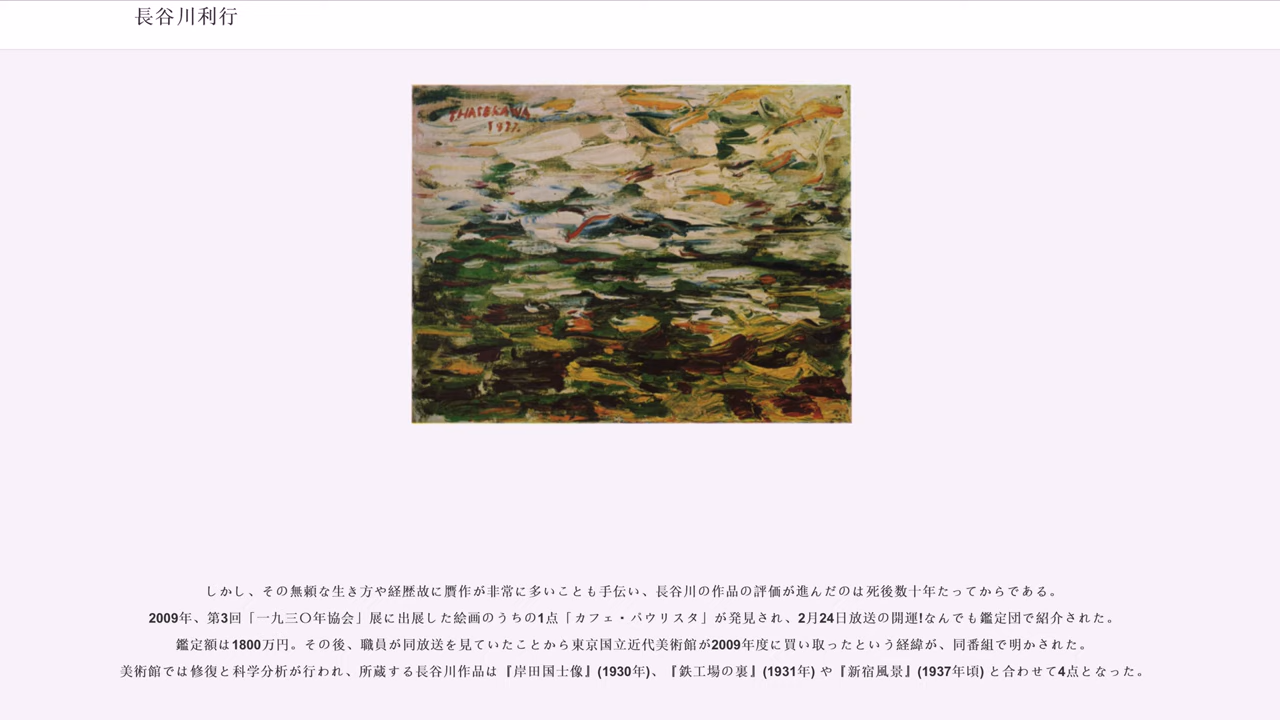 長谷川利行
T.HASEKAWA
1937.
しかし、その無頼な生き方や経歴故に贋作が非常に多いことも手伝い、長谷川の作品の評価が進んだのは死後数十年たってからである。
2009年、第3回「一九三〇年協会」展に出展した絵画のうちの1点「カフェ・パウリスタ」が発見され、2月24日放送の開運!なんでも鑑定団で紹介された。
鑑定額は1800万円。その後、職員が同放送を見ていたことから東京国立近代美術館が2009年度に買い取ったという経緯が、同番組で明かされた。
美術館では修復と科学分析が行われ、所蔵する長谷川作品は『岸田国士像』(1930年)、『鉄工場の裏』(1931年) や『新宿風景』(1937年頃) と合わせて4点となった。